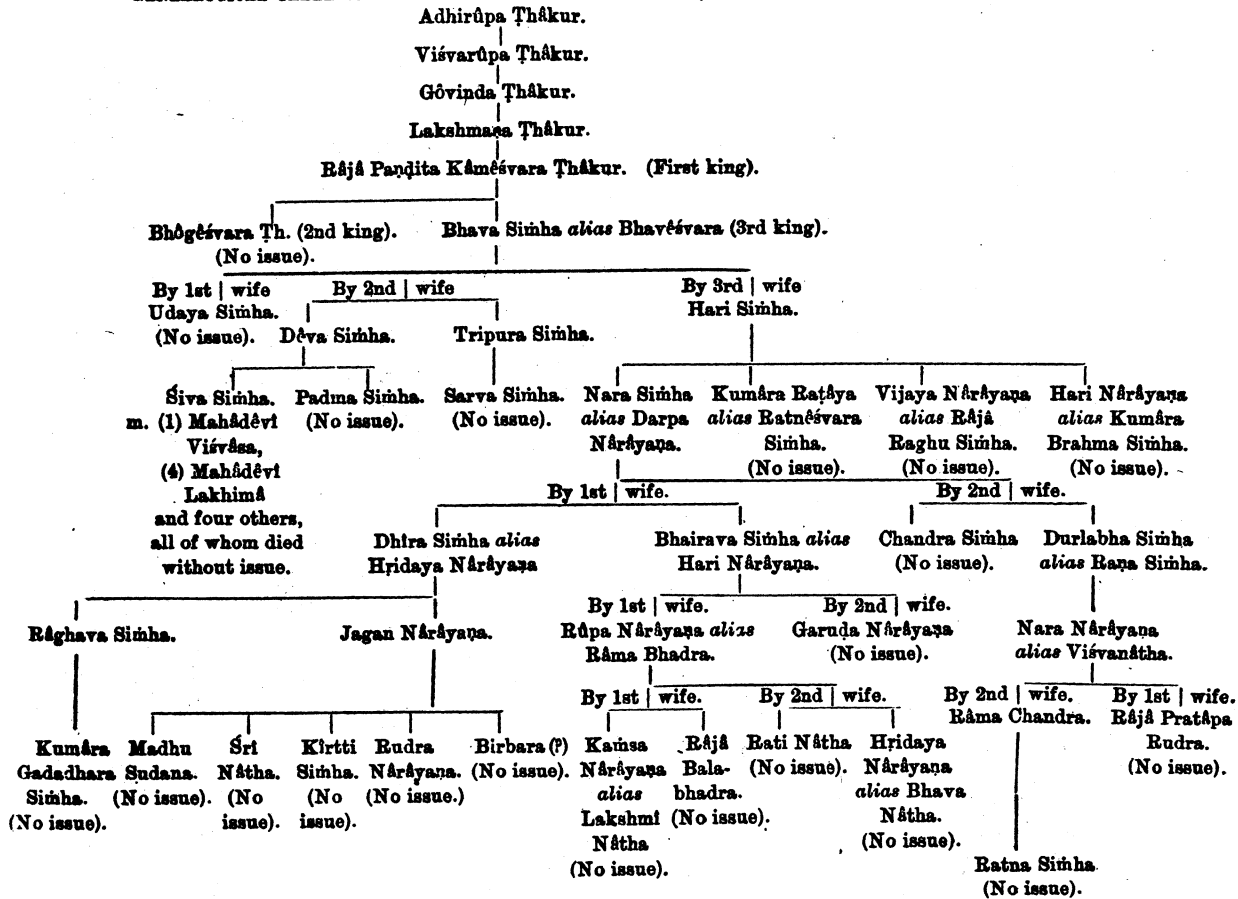 Adhirûpa Ṭhâkur.
Viśvarûpa Ṭhâkur.
Gôvinda Ṭhâkur.
Lakshmaṇa Ṭhâkur.
Râjâ Paṇḍita Kâmêśvara Ṭhâkur. (First king).
Bhôgêśvara Ṭh. (2nd king).
(No issue).
Bhava Siṁha alias Bhavêśvara (3rd king).
By 1st | wife
Udaya Siṁha.
(No issue).
By 2nd | wife
Dêva Siṁha.
Tripura Siṁha.
By 3rd | wife
Hari Siṁha.
Śiva Siṁha.
m. (1) Mahâdêvî
Viśvâsa,
(4) Mahâdêvî
Lakhimâ
and four others,
all of whom died
without issue.
Padma Siṁha.
(No issue).
Sarva Siṁha.
(No issue).
Nara Siṁha
alias Darpa
Nârâyaṇa.
Kumâra Raṭâya
alias Ratnêśvara
Siṁha.
(No issue).
Vijaya Nârâyaṇa
alias Râjâ
Raghu Siṁha.
(No issue).
Hari Nârâyaṇa
alias Kumâra
Brahma Siṁha.
(No issue).
By 1st | wife.
By 2nd | wife.
Dhîra Siṁha alias
Hṛidaya Nârâyaṇa
Bhairava Siṁha alias
Hari Nârâyaṇa.
Chandra Siṁha
(No issue).
Durlabha Siṁha
alias Raṇa Siṁha.
Râghava Siṁha.
Jagan Nârâyaṇa.
By 1st | wife.
Rûpa Nârâyaṇa alias
Râma Bhadra.
By 2nd | wife.
Garuḍa Nârâyaṇa
(No issue).
Nara Nârâyaṇa
alias Viśvanâtha.
By 1st | wife.
By 2nd | wife.
By 2nd | wife.
Râma Chandra.
By 1st | wife.
Râjâ Pratâpa
Rudra.
(No issue).
Kumâra
Gadadhara
Siṁha.
(No issue).
Madhu
Sudana.
(No issue).
Śrî
Nâtha.
(No
issue).
Kîrtti
Siṁha.
(No
issue).
Rudra
Nârâyaṇa.
(No issue.)
Birbara (?)
(No issue).
Kaṁsa
Nârâyaṇa
alias
Lakshmî
Nâtha
(No issue).
Râjâ
Bala-
bhadra.
(No issue).
Rati Nâtha
(No issue).
Hṛidaya
Nârâyaṇa
alias Bhava
Nâtha.
(No issue).
Ratna Siṁha
(No issue).